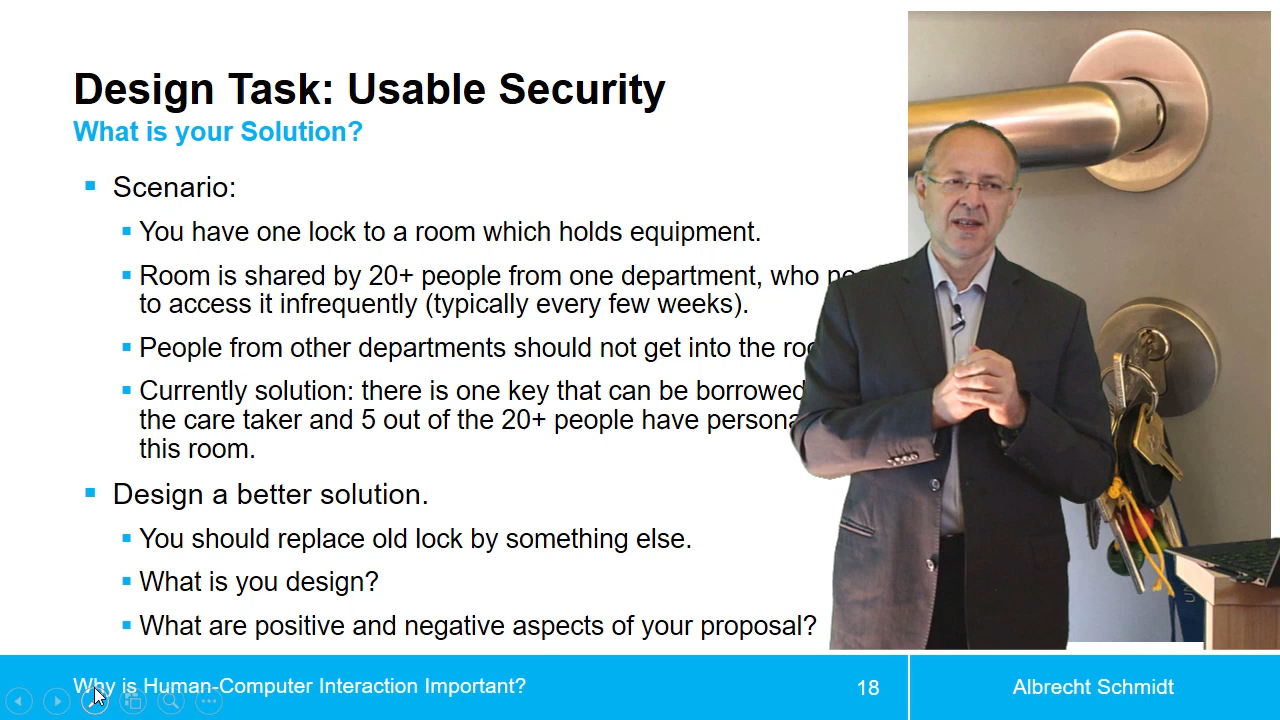 Design Task: Usable Security
What is your Solution?
Scenario:
You have one lock to a room which holds equipment.
Room is shared by 20+ people from one department, who
to access it infrequently (typically every few weeks).
People from other departments should not get into the
Currently solution: there is one key that can be borrowed
the care taker and 5 out of the 20+ people have
this room.
Design a better solution.
You should replace old lock by something else.
What is you design?
What are positive and negative aspects of your proposal?
Why is Human-Computer Interaction Important?
18
Albrecht Schmidt